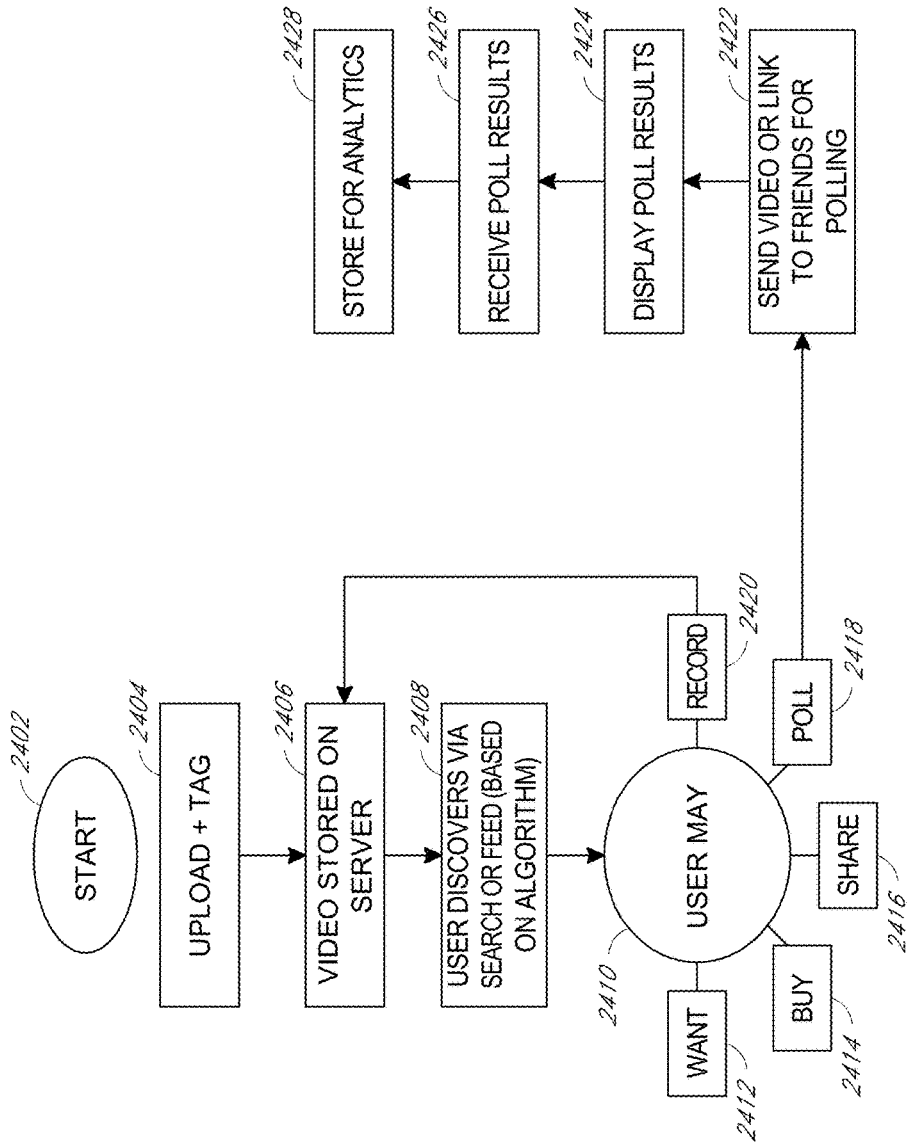 START
2402
UPLOAD + TAG
2404
VIDEO STORED ON
SERVER
2406
USER DISCOVERS VIA
SEARCH OR FEED (BASED
ON ALGORITHM)
2408
USER MAY
2410
WANT
2412
BUY
2414
SHARE
2416
POLL
2418
RECORD
2420
SEND VIDEO OR LINK
TO FRIENDS FOR
POLLING
2422
DISPLAY POLL RESULTS
2424
RECEIVE POLL RESULTS
2426
STORE FOR ANALYTICS
2428